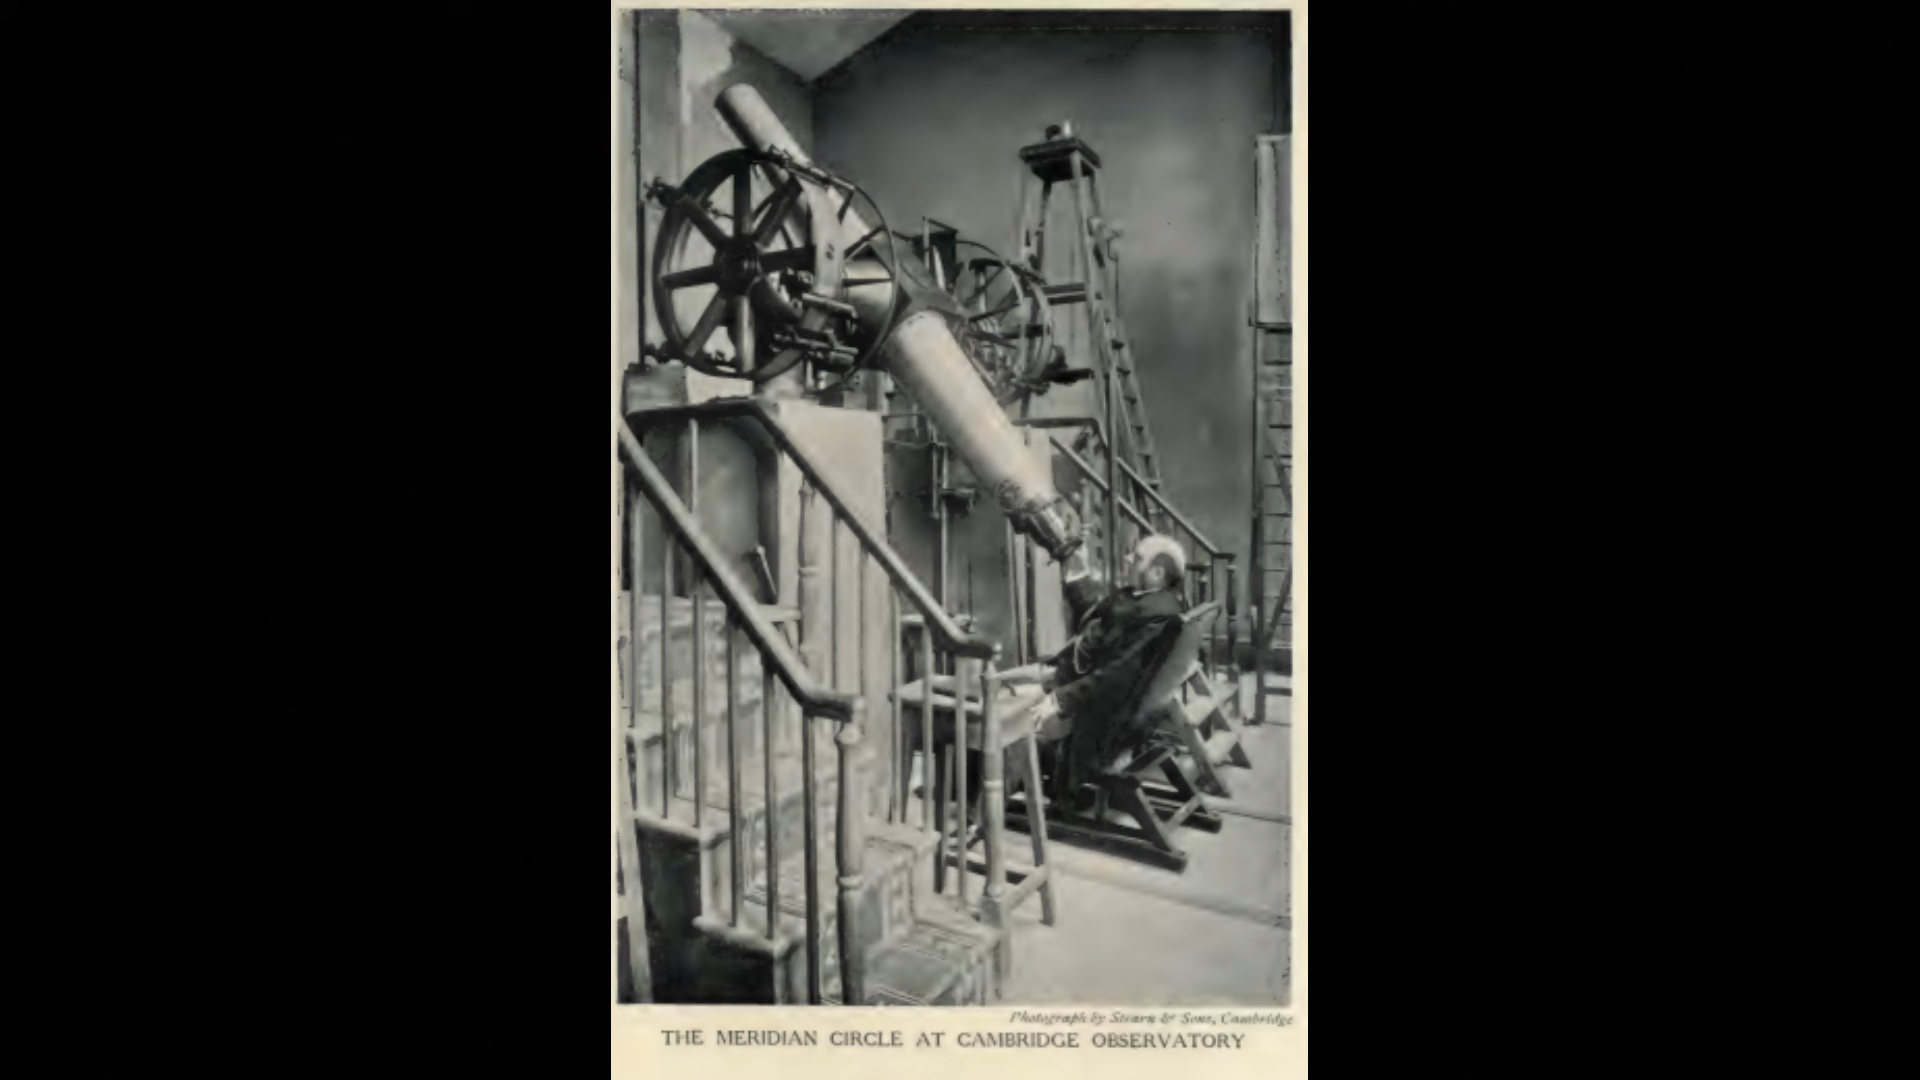 Photograph by Stearn & Sons, Cambridge
THE MERIDIAN CIRCLE AT CAMBRIDGE OBSERVATORY